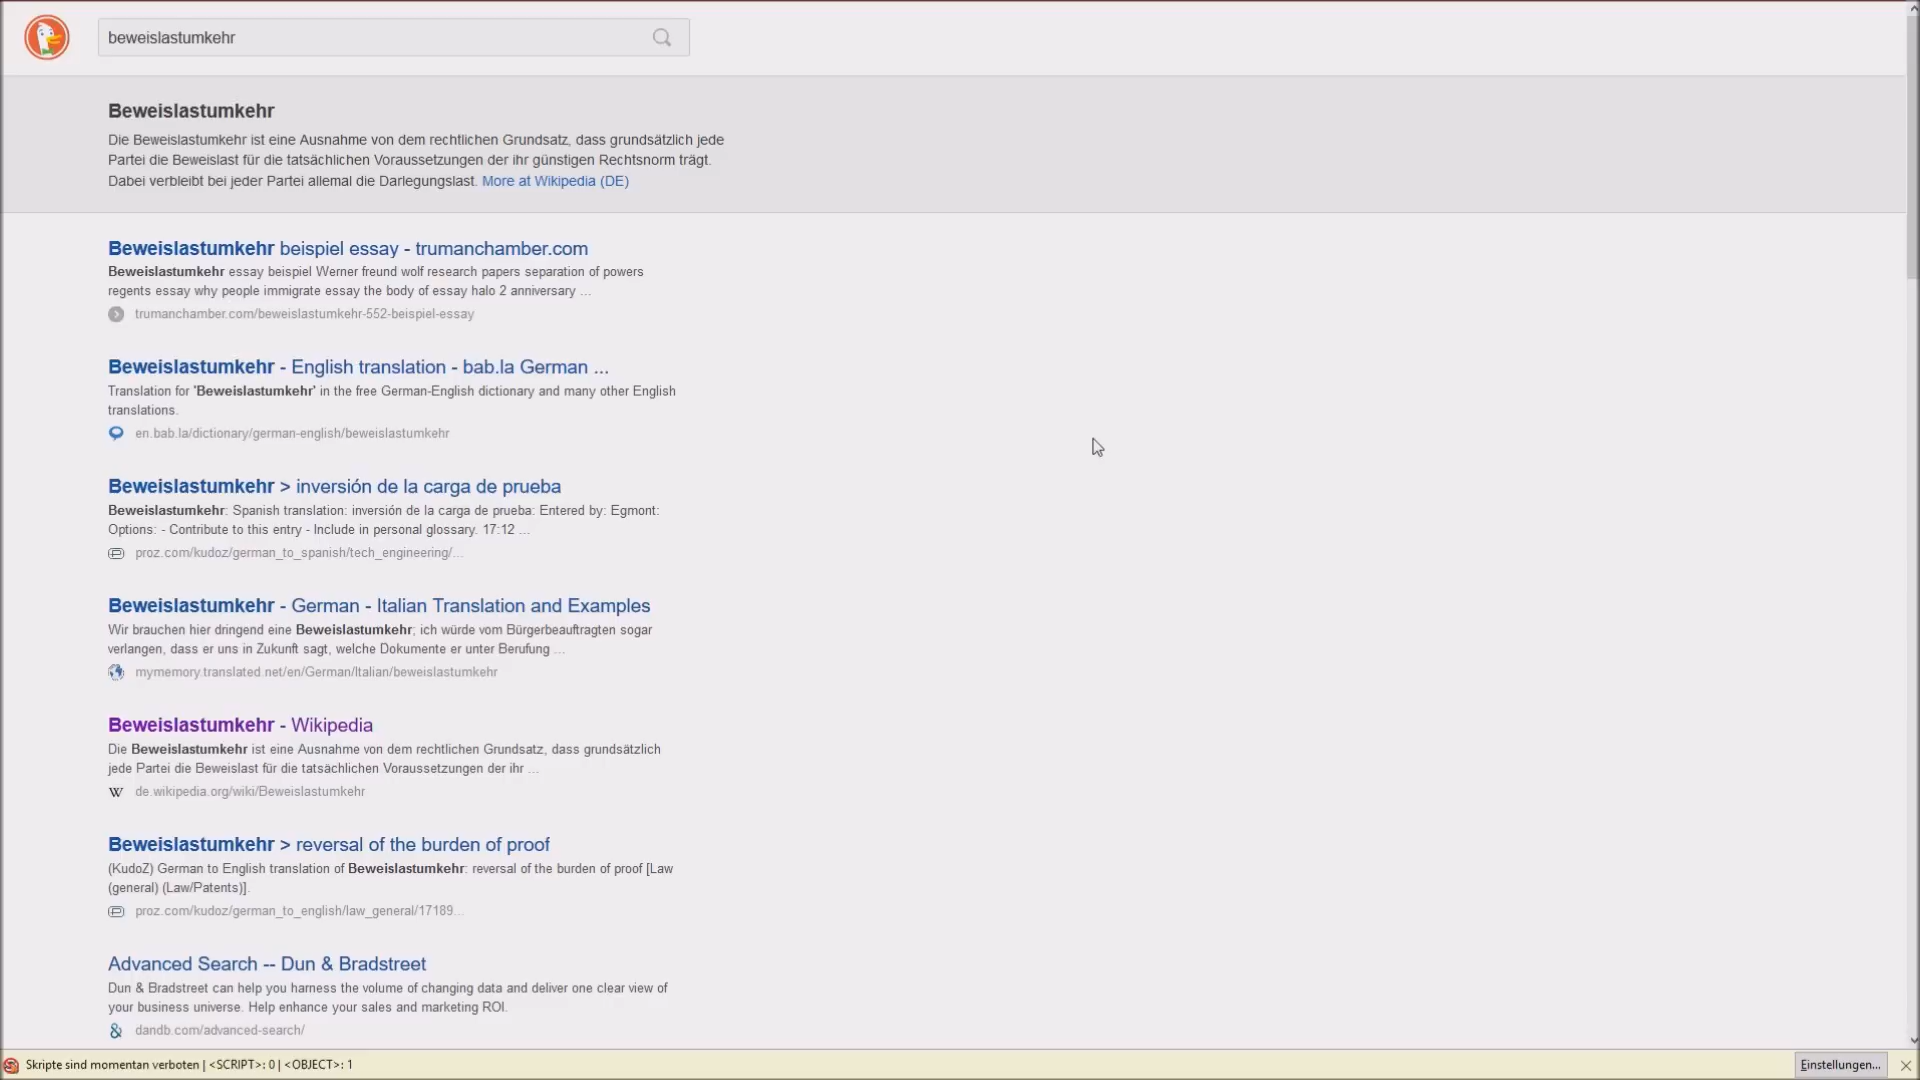 beweislastumkehr
Beweislastumkehr
Die Beweislastumkehr ist eine Ausnahme von dem rechtlichen Grundsatz, dass grundsätzlich jede
Partei die Beweislast für die tatsächlichen Voraussetzungen der ihr günstigen Rechtsnorm trägt.
Dabei verbleibt bei jeder Partei allemal die Darlegungslast. More at Wikipedia (DE)
Beweislastumkehr beispiel essay - trumanchamber.com
Beweislastumkehr essay beispiel Werner freund wolf research papers separation of powers
regents essay why people immigrate essay the body of essay halo 2 anniversary ...
trumanchamber.com/beweislastumkehr-552-beispiel-essay
Beweislastumkehr - English translation - bab.la German ...
Translation for 'Beweislastumkehr' in the free German-English dictionary and many other English
translations.
en.bab.la/dictionary/german-english/beweislastumkehr
Beweislastumkehr > inversión de la carga de prueba
Beweislastumkehr: Spanish translation: inversión de la carga de prueba: Entered by: Egmont:
Options: - Contribute to this entry - Include in personal glossary. 17:12 ...
proz.com/kudoz/german_to_spanish/tech_engineering/...
Beweislastumkehr - German - Italian Translation and Examples
Wir brauchen hier dringend eine Beweislastumkehr; ich würde vom Bürgerbeauftragten sogar
verlangen, dass er uns in Zukunft sagt, welche Dokumente er unter Berufung ...
mymemory.translated.net/en/German/Italian/beweislastumkehr
Beweislastumkehr - Wikipedia
Die Beweislastumkehr ist eine Ausnahme von dem rechtlichen Grundsatz, dass grundsätzlich
jede Partei die Beweislast für die tatsächlichen Voraussetzungen der ihr ...
W de.wikipedia.org/wiki/Beweislastumkehr
Beweislastumkehr > reversal of the burden of proof
(KudoZ) German to English translation of Beweislastumkehr: reversal of the burden of proof [Law
(general) (Law/Patents)].
proz.com/kudoz/german_to_english/law_general/17189...
Advanced Search -- Dun & Bradstreet
Dun & Bradstreet can help you harness the volume of changing data and deliver one clear view of
your business universe. Help enhance your sales and marketing ROI.
& dandb.com/advanced-search/
Skripte sind momentan verboten | <SCRIPT>: 0 | <OBJECT>: 1
Einstellungen...